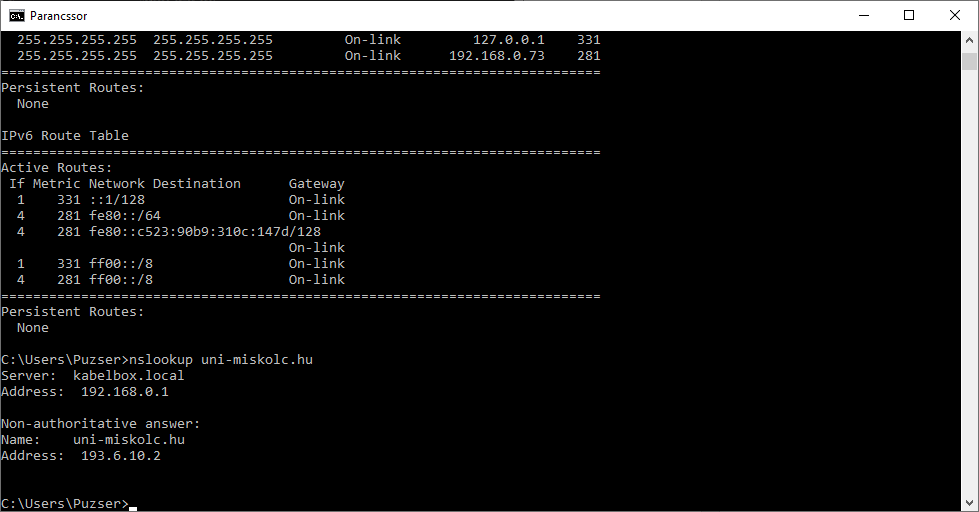 Parancssor
255.255.255.255  255.255.255.255         On-link         127.0.0.1    331
255.255.255.255  255.255.255.255         On-link      192.168.0.73    281
===========================================================================
Persistent Routes:
  None

IPv6 Route Table
===========================================================================
Active Routes:
 If Metric Network Destination      Gateway
  1    331 ::1/128                  On-link
  4    281 fe80::/64                On-link
  4    281 fe80::c523:90b9:310c:147d/128
                                    On-link
  1    331 ff00::/8                 On-link
  4    281 ff00::/8                 On-link
===========================================================================
Persistent Routes:
  None

C:\Users\Puzser>nslookup uni-miskolc.hu
Server:  kabelbox.local
Address:  192.168.0.1

Non-authoritative answer:
Name:    uni-miskolc.hu
Address:  193.6.10.2


C:\Users\Puzser>